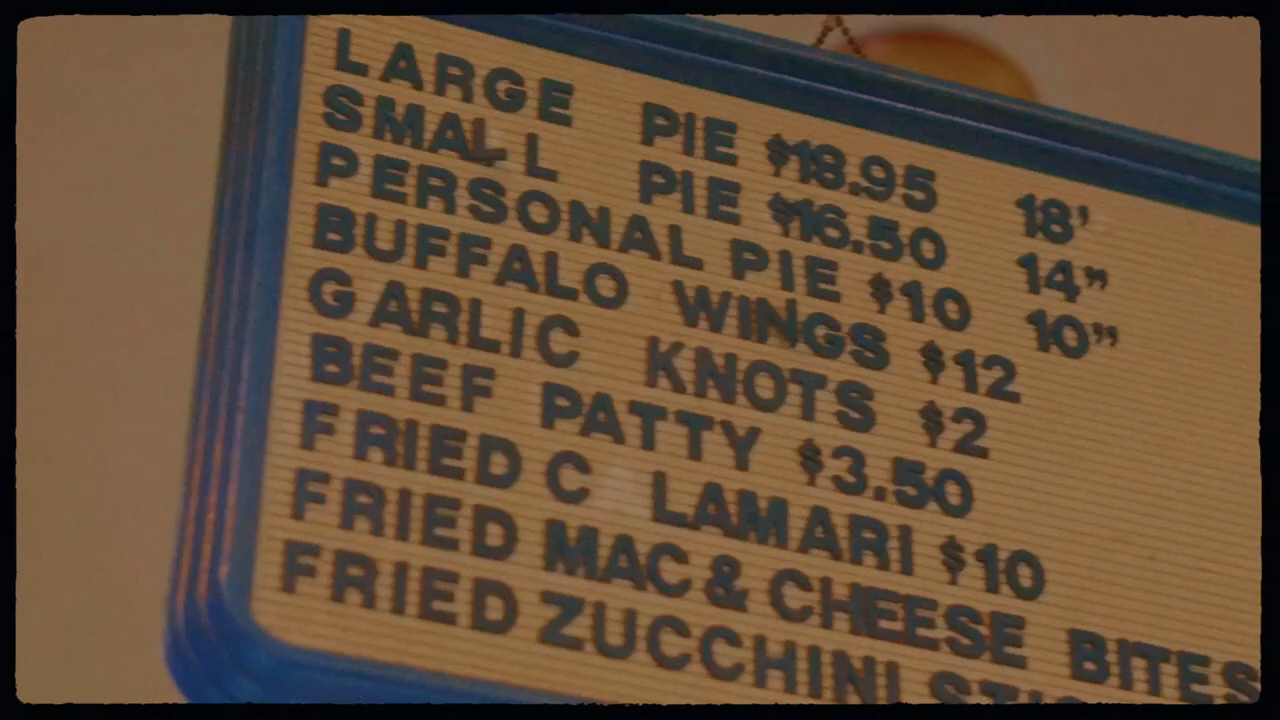 LARGE PIE $18.95 18'
SMALL PIE $16.50 14"
PERSONAL PIE $10 10"
BUFFALO WINGS $12
GARLIC KNOTS $2
BEEF PATTY $3.50
FRIED C LAMARI $10
FRIED MAC & CHEESE BITES
FRIED ZUCCHINI